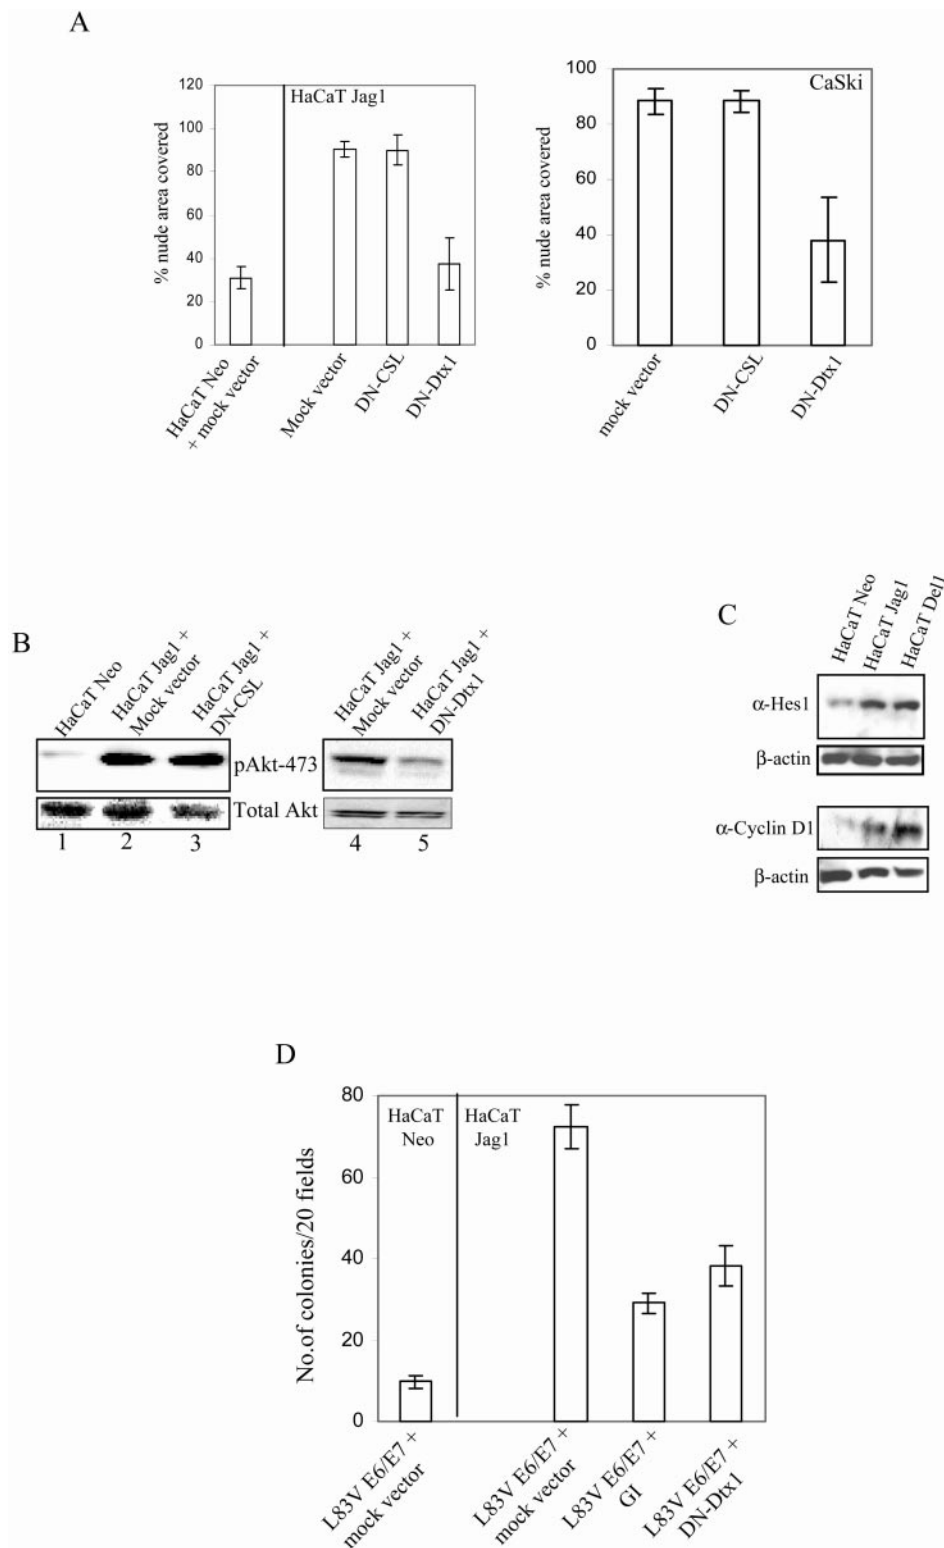 A
% nude area covered
120
100
80
60
40
20
0
HaCaT Jag1
HaCaT Neo
+ mock vector
Mock vector
DN-CSL
DN-Dtx1
% nude area covered
100
80
60
40
20
0
CaSki
mock vector
DN-CSL
DN-Dtx1
B
HaCaT Neo
HaCaT Jag1 +
Mock vector
HaCaT Jag1 +
DN-CSL
HaCaT Jag1 +
Mock vector
HaCaT Jag1 +
DN-Dtx1
pAkt-473
Total Akt
1 2 3 4 5
C
HaCaT Neo
HaCaT Jag1
HaCaT Del1
α-Hes1
β-actin
α-Cyclin D1
β-actin
D
No.of colonies/20 fields
80
60
40
20
0
HaCaT
Neo
HaCaT
Jag1
L83V E6/E7 +
mock vector
L83V E6/E7 +
mock vector
L83V E6/E7 +
GI
L83V E6/E7 +
DN-Dtx1